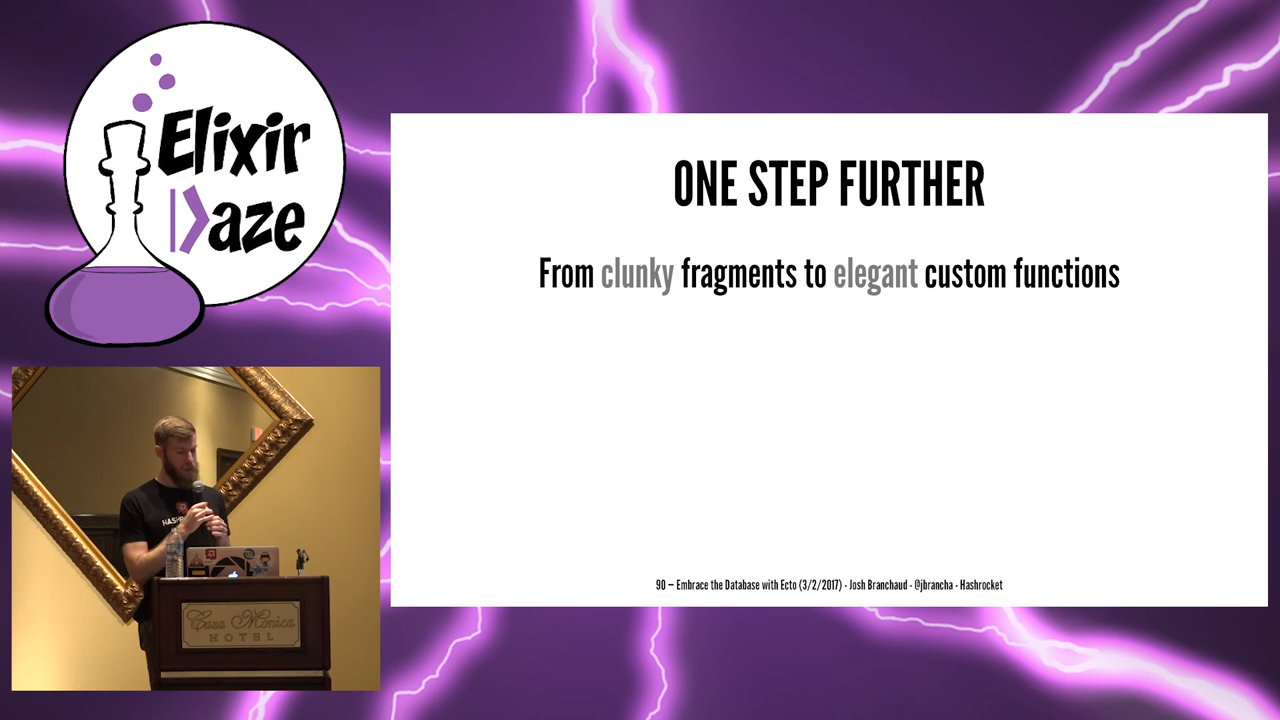 Elixir
Daze
ONE STEP FURTHER
From clunky fragments to elegant custom functions
90 — Embrace the Database with Ecto (3/2/2017) - Josh Branchaud - @jbrancha - Hashrocket
Casa Monica
HOTEL